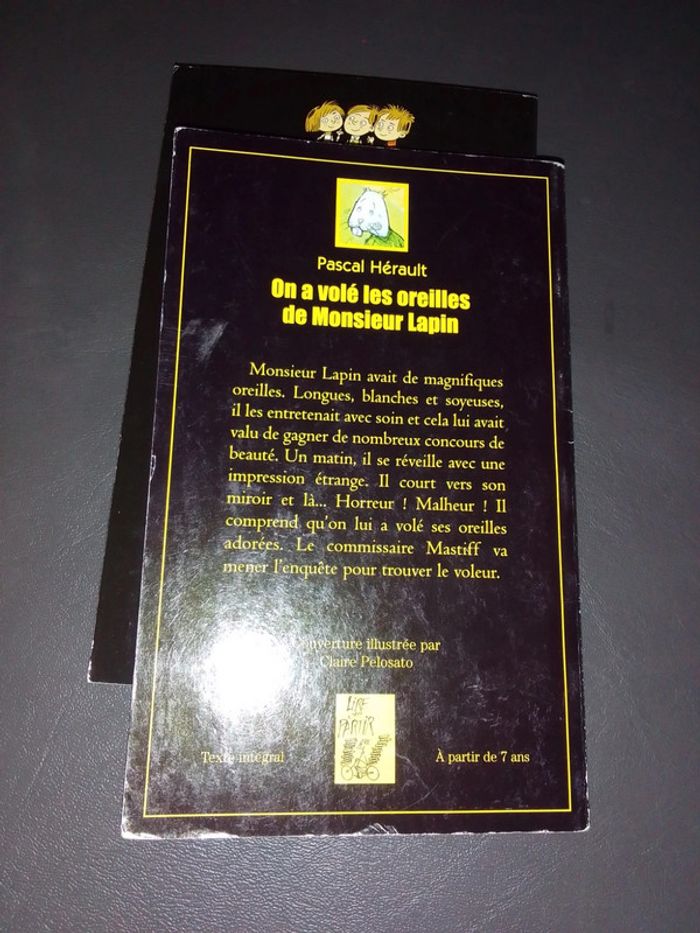 Pascal Hérault
On a volé les oreilles
de Monsieur Lapin
Monsieur Lapin avait de magnifiques
oreilles. Longues, blanches et soyeuses,
il les entretenait avec soin et cela lui avait
valu de gagner de nombreux concours de
beauté. Un matin, il se réveille avec une
impression étrange. Il court vers son
miroir et là... Horreur ! Malheur ! Il
comprend qu'on lui a volé ses oreilles
adorées. Le commissaire Mastiff va
mener l'enquête pour trouver le voleur.
Couverture illustrée par
Claire Pelosato
LIRE
PARTIR
Texte intégral
À partir de 7 ans